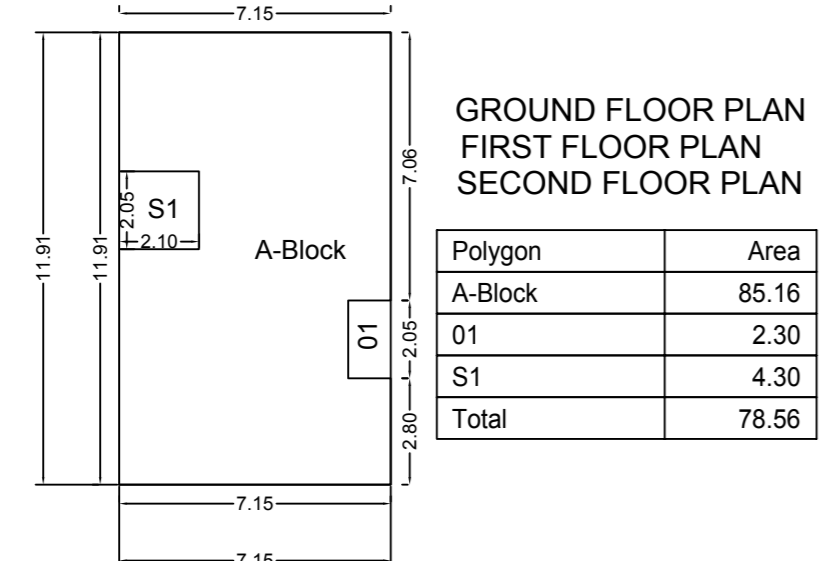 7.15
GROUND FLOOR PLAN
FIRST FLOOR PLAN
SECOND FLOOR PLAN
7.06
2.05
S1
2.10
11.91
11.91
A-Block
Polygon Area
A-Block 85.16
01 2.30
S1 4.30
Total 78.56
01
2.05
2.80
7.15
7.15